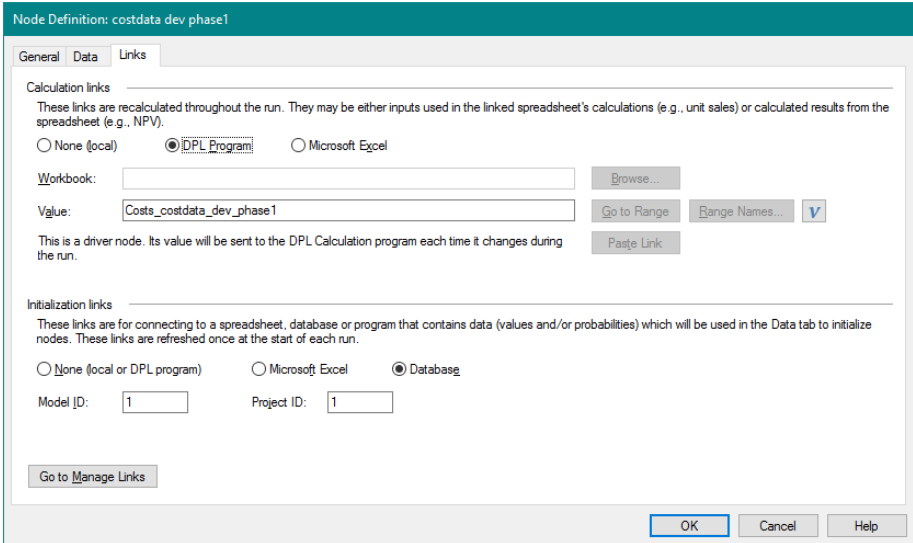 Node Definition: costdata dev phase1
General Data Links
Calculation links
These links are recalculated throughout the run. They may be either inputs used in the linked spreadsheet's calculations (e.g., unit sales) or calculated results from the
spreadsheet (e.g., NPV).
None (local) DPL Program Microsoft Excel
Workbook: Browse...
Value: Costs_costdata_dev_phase1 Go to Range Range Names... V
This is a driver node. Its value will be sent to the DPL Calculation program each time it changes during
the run.
Paste Link
Initialization links
These links are for connecting to a spreadsheet, database or program that contains data (values and/or probabilities) which will be used in the Data tab to initialize
nodes. These links are refreshed once at the start of each run.
None (local or DPL program) Microsoft Excel Database
Model ID: 1 Project ID: 1
Go to Manage Links
OK Cancel Help